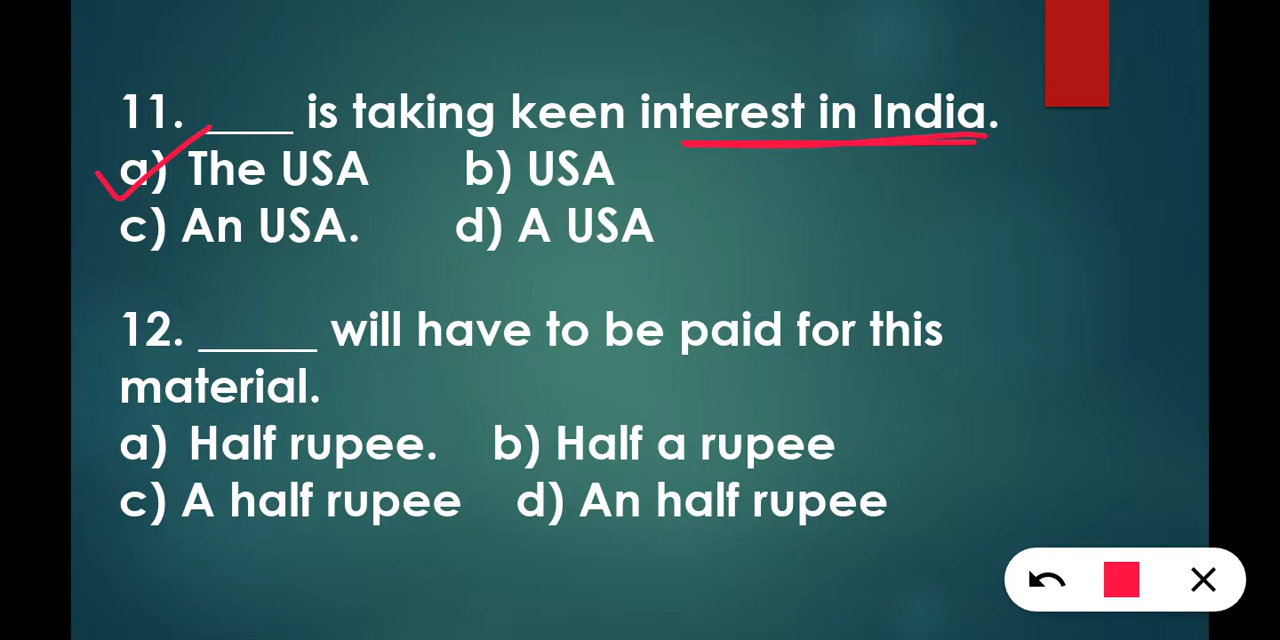 11. ____ is taking keen interest in India.
a) The USA b) USA
c) An USA. d) A USA
12. _____ will have to be paid for this
material.
a) Half rupee. b) Half a rupee
c) A half rupee d) An half rupee